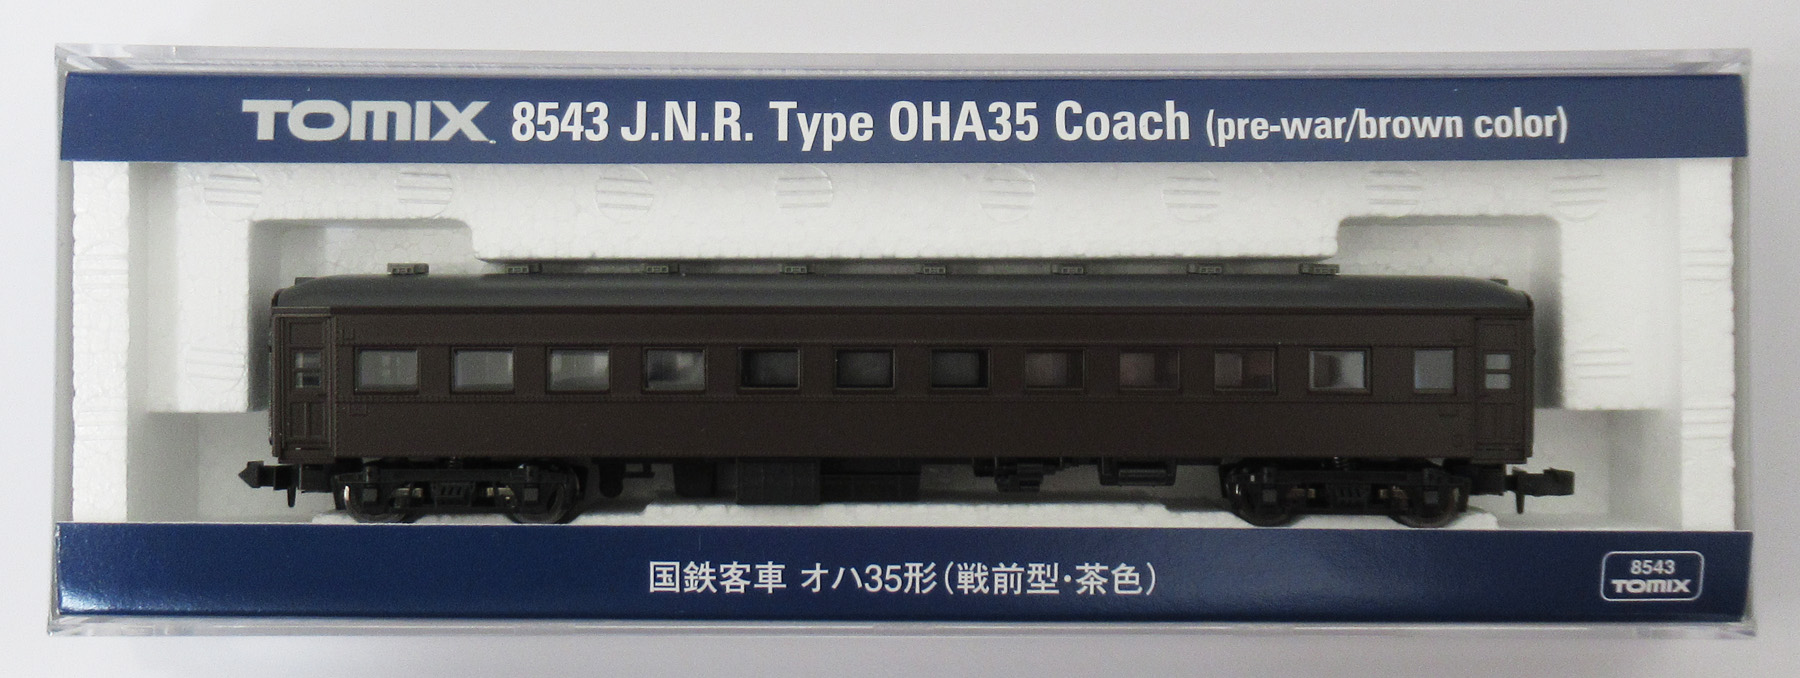 TOMIX 8543 J.N.R. Type OHA35 Coach (pre-war/brown color)
国鉄客車 オハ35形(戦前型・茶色)
8543
TOMIX